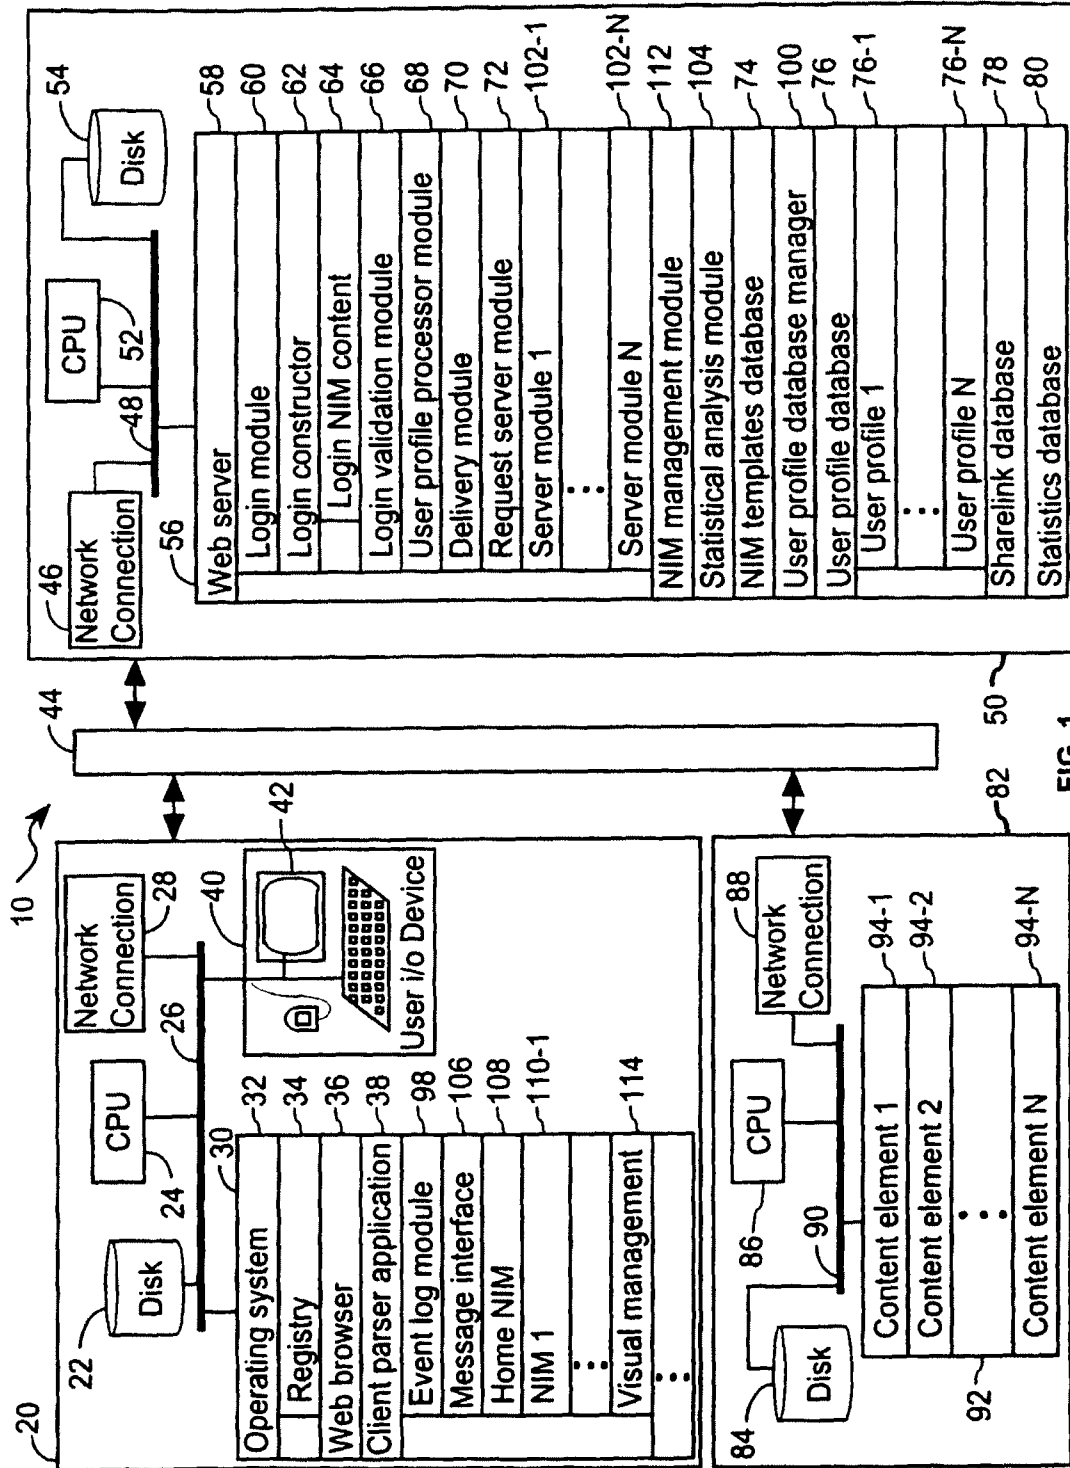 10
20
22
Disk
24
CPU
26
Network
Connection
28
30
Operating system
32
Registry
34
Web browser
36
Client parser application
38
Event log module
98
Message interface
106
Home NIM
108
NIM 1
110-1
Visual management
114
40
42
User i/o Device
44
46
Network
Connection
48
CPU
52
Disk
54
56
Web server
58
Login module
60
Login constructor
62
Login NIM content
64
Login validation module
66
User profile processor module
68
Delivery module
70
Request server module
72
Server module 1
102-1
Server module N
102-N
NIM management module
112
Statistical analysis module
104
NIM templates database
74
User profile database manager
100
User profile database
76
User profile 1
76-1
User profile N
76-N
Sharelink database
78
Statistics database
80
50
82
84
Disk
86
CPU
88
Network
Connection
90
92
Content element 1
94-1
Content element 2
94-2
Content element N
94-N
FIG. 1